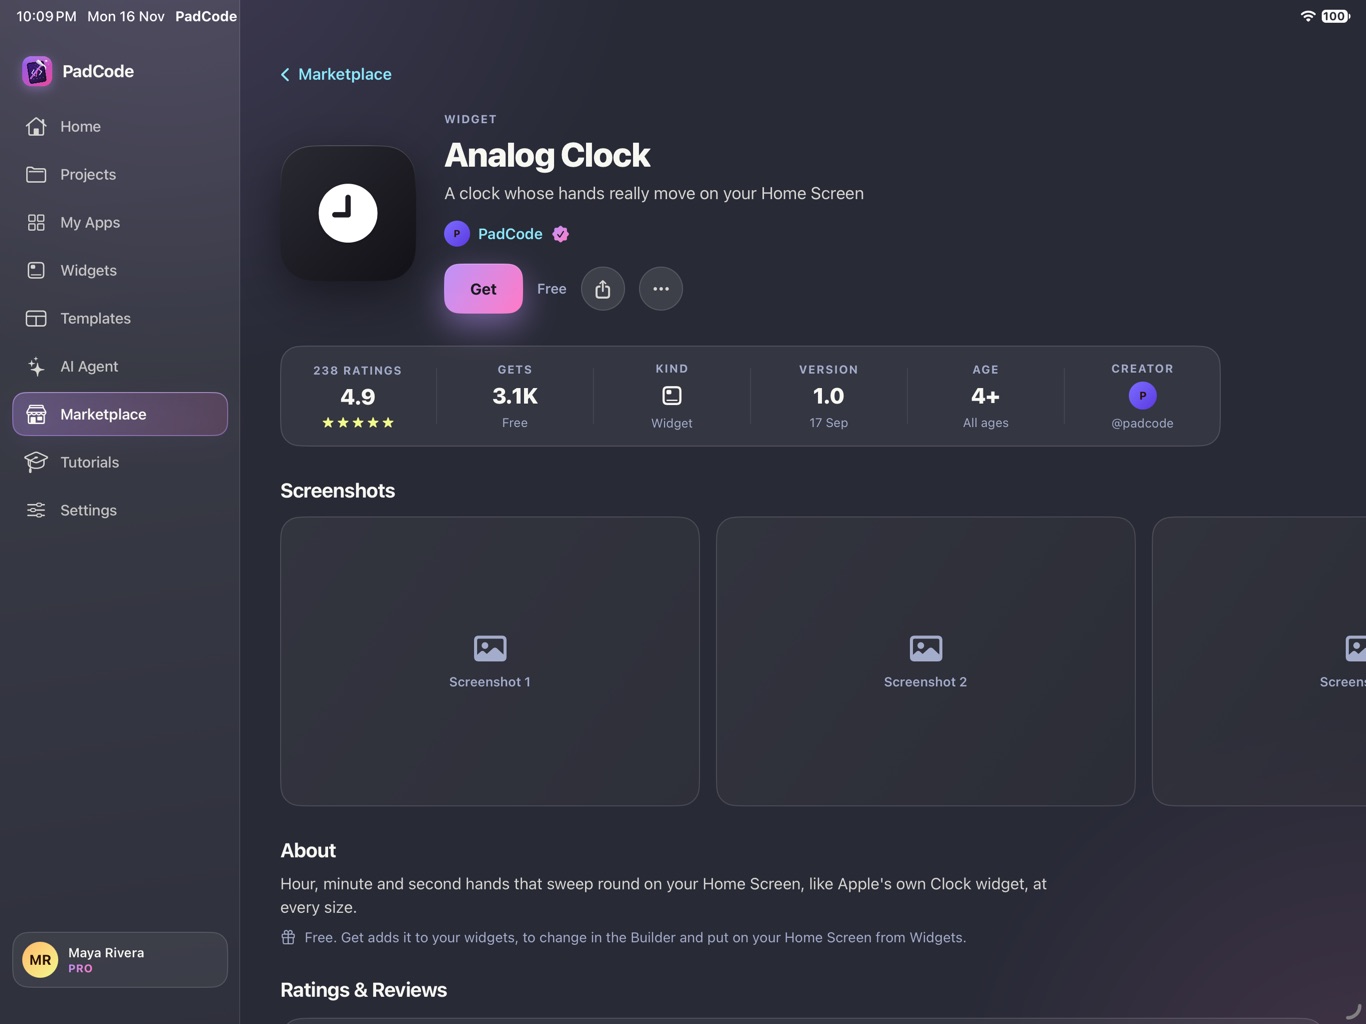 10:09 PM Mon 16 Nov PadCode
100
PadCode
Home
Projects
My Apps
Widgets
Templates
AI Agent
Marketplace
Tutorials
Settings
MR
Maya Rivera
PRO
Marketplace
WIDGET
Analog Clock
A clock whose hands really move on your Home Screen
P PadCode
Get Free
238 RATINGS
4.9
GETS
3.1K
Free
KIND
Widget
VERSION
1.0
17 Sep
AGE
4+
All ages
CREATOR
P
@padcode
Screenshots
Screenshot 1
Screenshot 2
Screens
About
Hour, minute and second hands that sweep round on your Home Screen, like Apple's own Clock widget, at
every size.
Free. Get adds it to your widgets, to change in the Builder and put on your Home Screen from Widgets.
Ratings & Reviews